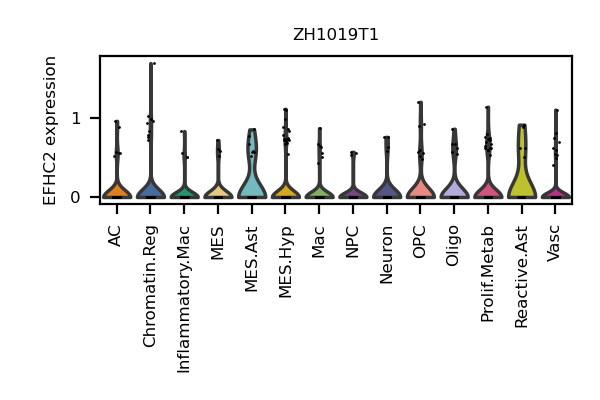 ZH1019T1
EFHC2 expression
1
0
AC
Chromatin.Reg
Inflammatory.Mac
MES
MES.Ast
MES.Hyp
Mac
NPC
Neuron
OPC
Oligo
Prolif.Metab
Reactive.Ast
Vasc